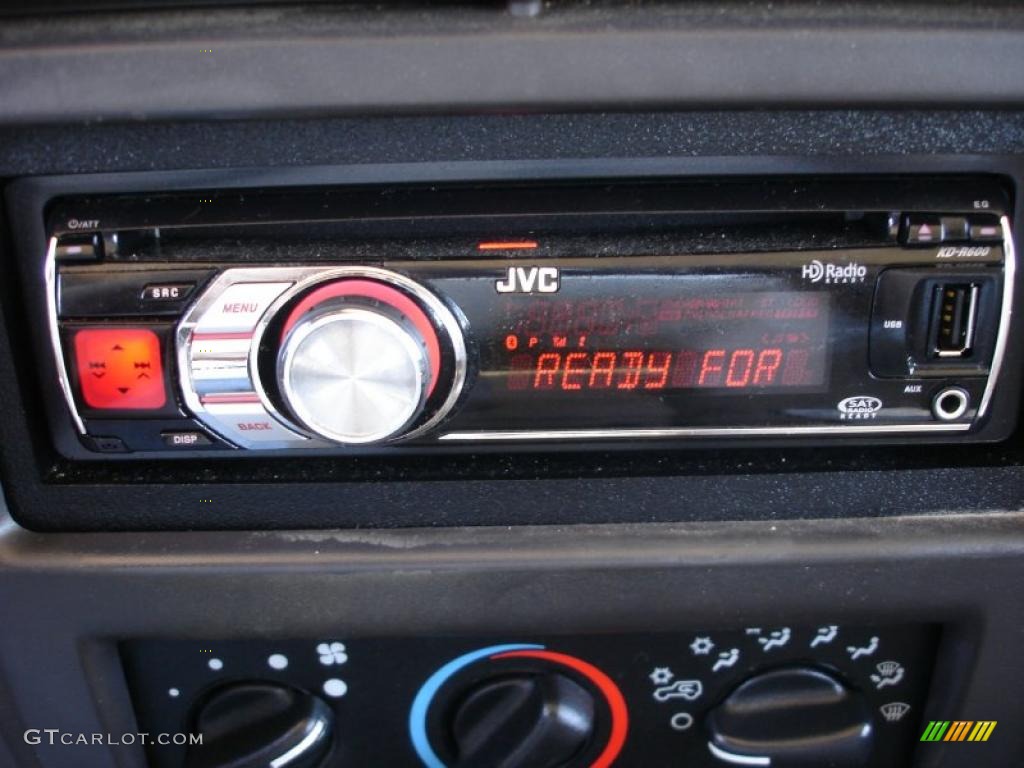 ⏻/ATT
EQ
KD-R600
SRC
JVC
HD Radio
READY
MENU
USB
READY FOR
AUX
SAT
RADIO
READY
BACK
DISP
GTCARLOT.COM